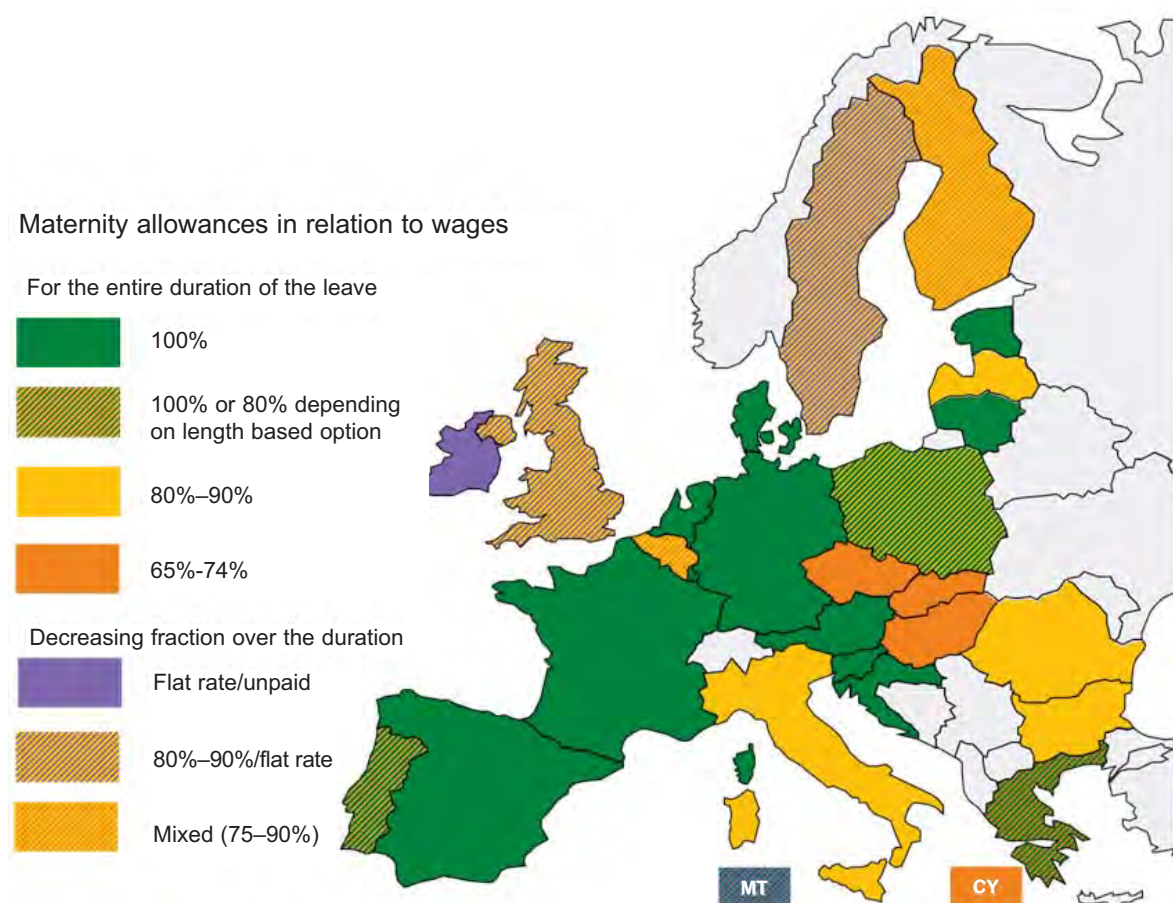 Maternity allowances in relation to wages
For the entire duration of the leave
100%
100% or 80% depending
on length based option
80%–90%
65%-74%
Decreasing fraction over the duration
Flat rate/unpaid
80%–90%/flat rate
Mixed (75–90%)
MT
CY